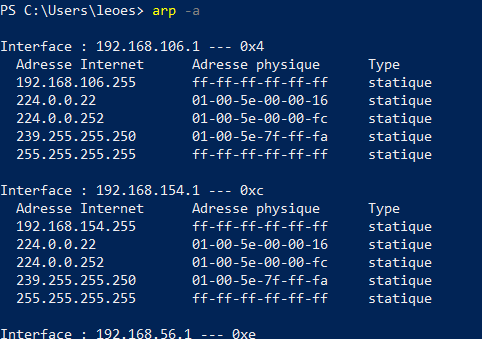 PS C:\Users\leoes> arp -a
Interface : 192.168.106.1 --- 0x4
Adresse Internet Adresse physique Type
192.168.106.255 ff-ff-ff-ff-ff-ff statique
224.0.0.22 01-00-5e-00-00-16 statique
224.0.0.252 01-00-5e-00-00-fc statique
239.255.255.250 01-00-5e-7f-ff-fa statique
255.255.255.255 ff-ff-ff-ff-ff-ff statique
Interface : 192.168.154.1 --- 0xc
Adresse Internet Adresse physique Type
192.168.154.255 ff-ff-ff-ff-ff-ff statique
224.0.0.22 01-00-5e-00-00-16 statique
224.0.0.252 01-00-5e-00-00-fc statique
239.255.255.250 01-00-5e-7f-ff-fa statique
255.255.255.255 ff-ff-ff-ff-ff-ff statique
Interface : 192.168.56.1 --- 0xe